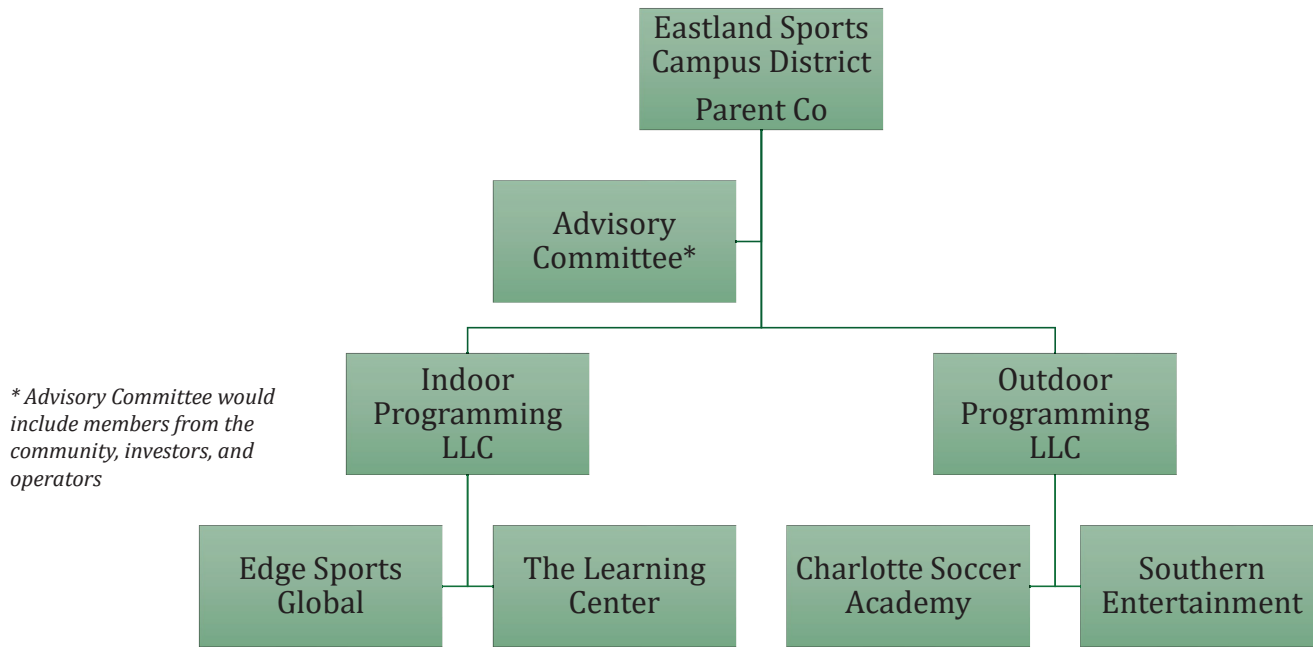 Eastland Sports
Campus District
Parent Co
Advisory
Committee*
Indoor
Programming
LLC
Outdoor
Programming
LLC
* Advisory Committee would
include members from the
community, investors, and
operators
Edge Sports
Global
The Learning
Center
Charlotte Soccer
Academy
Southern
Entertainment